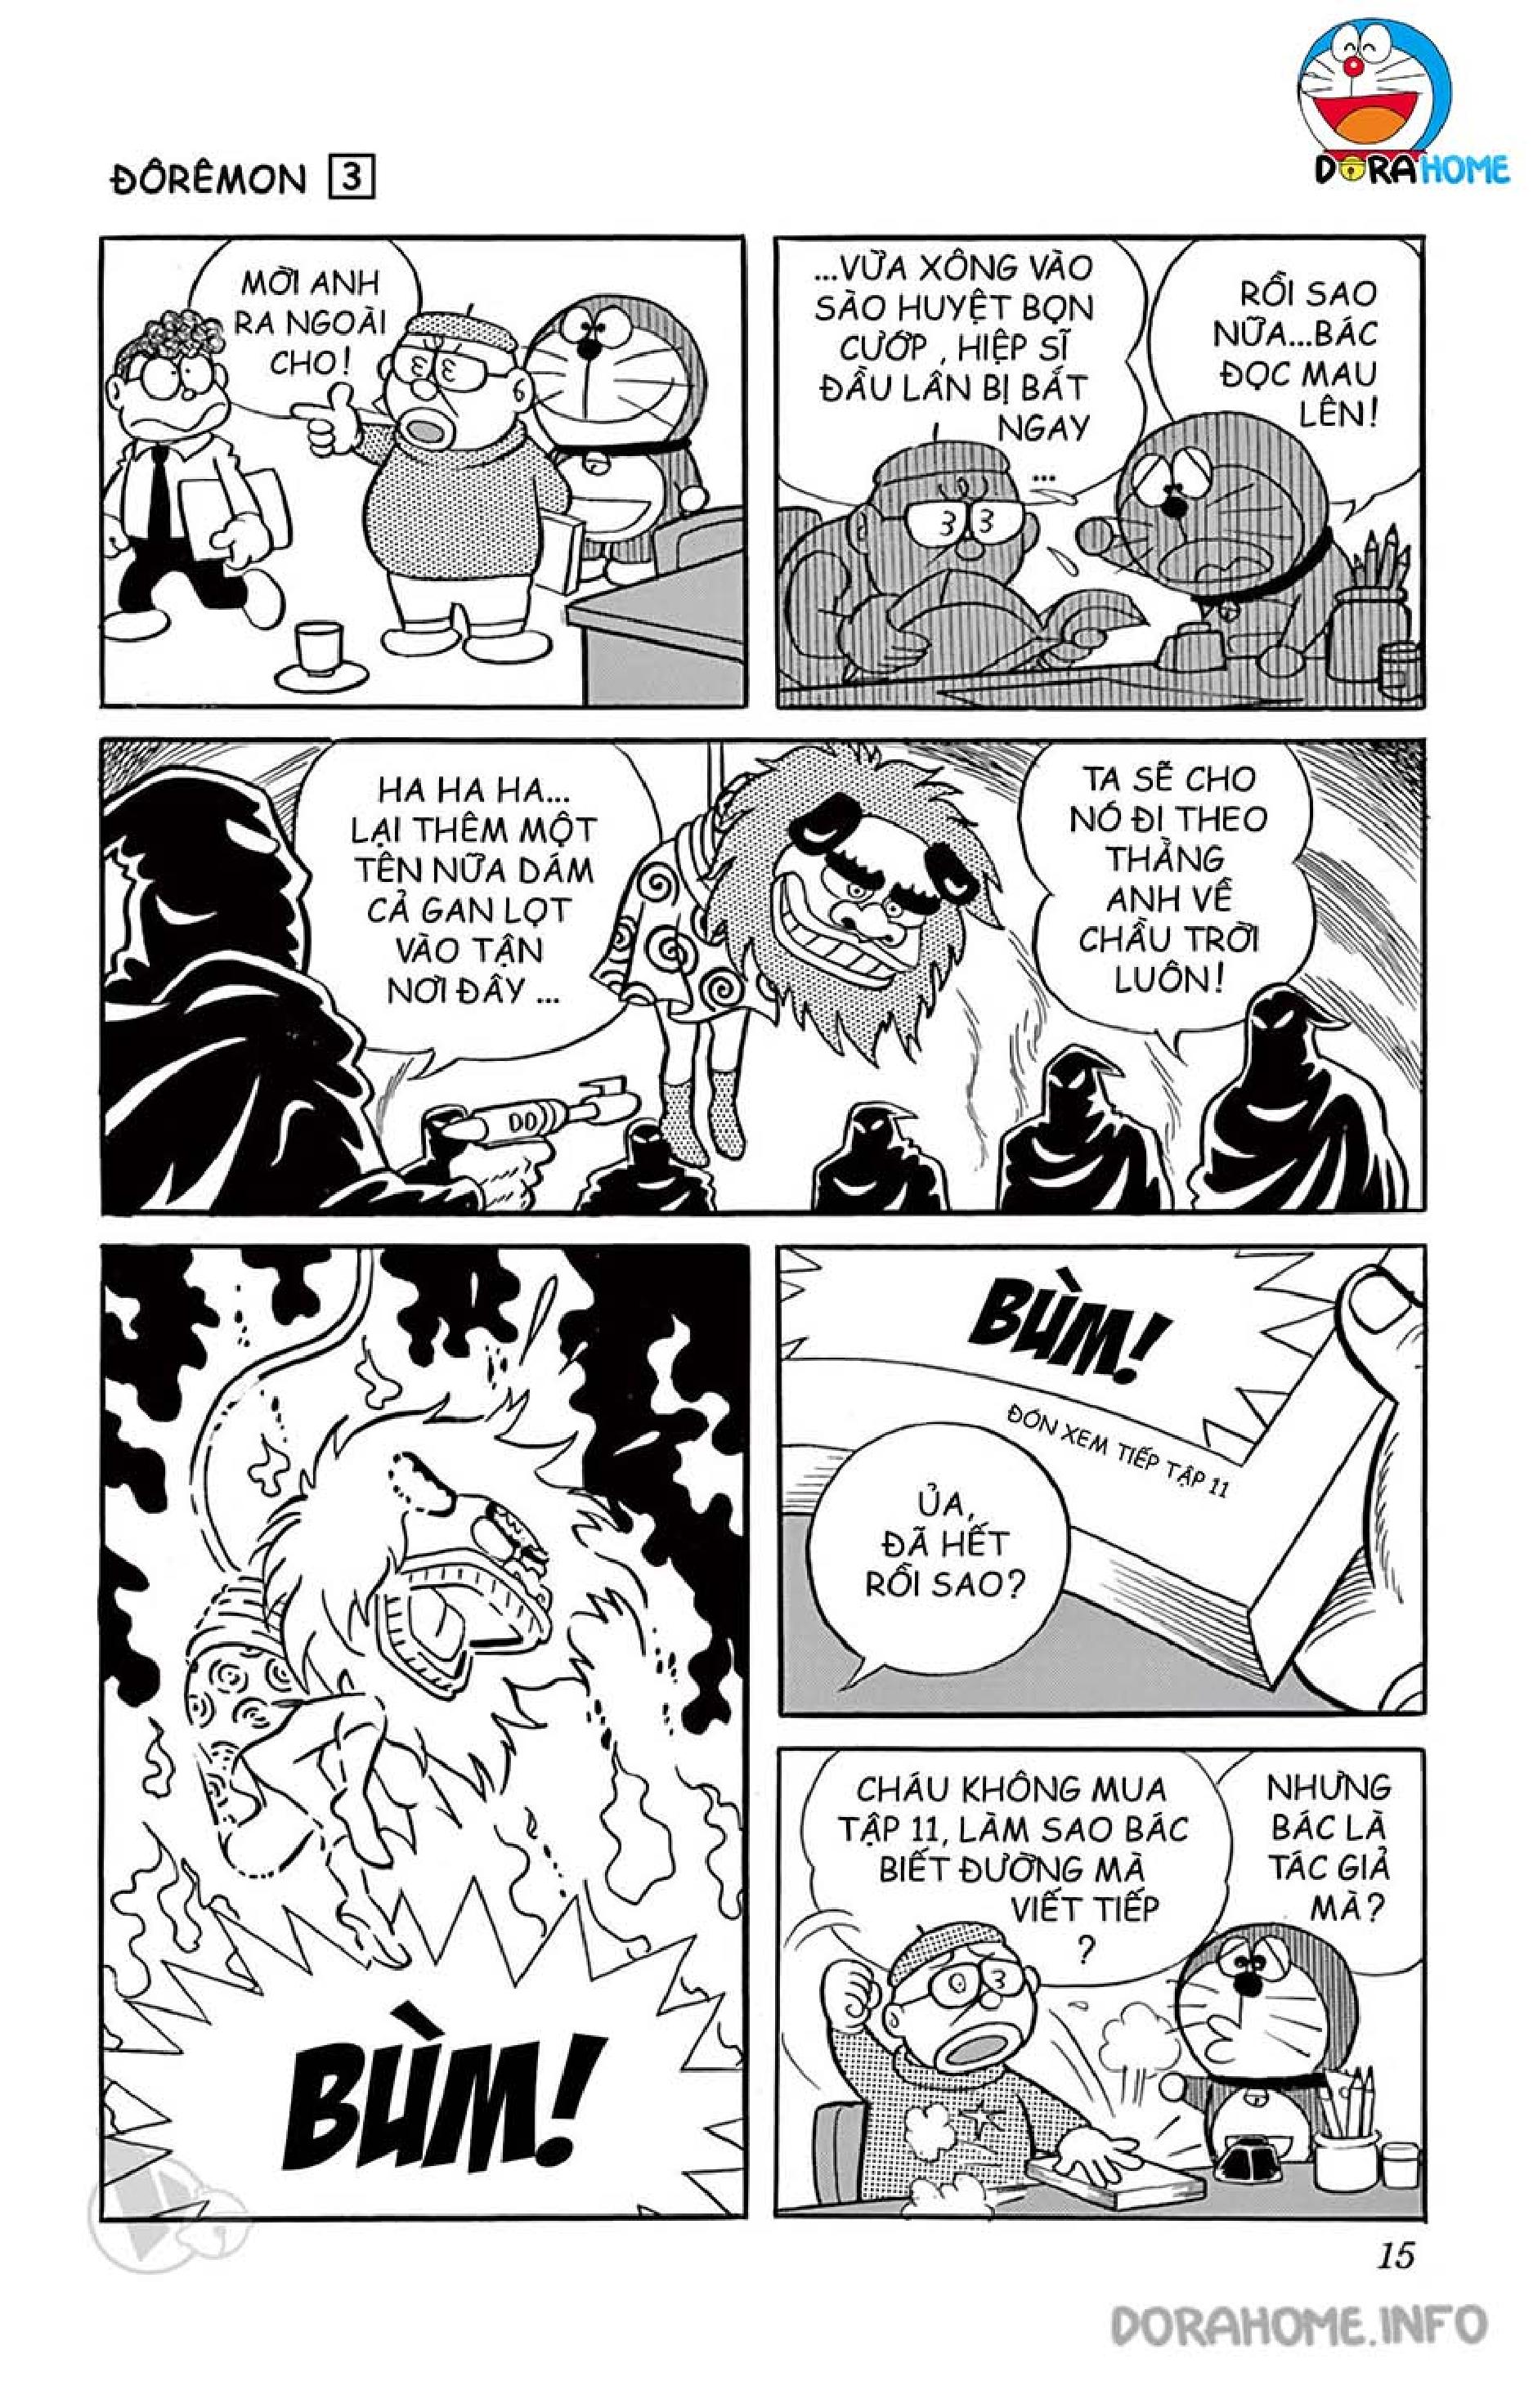 DORAHOME
ĐÔRÊMON 3
MỜI ANH
RA NGOÀI
CHO!
...VỪA XÔNG VÀO
SÀO HUYỆT BỌN
CƯỚP, HIỆP SĨ
ĐẦU LÂN BỊ BẮT
NGAY
...
RỒI SAO
NỮA...BÁC
ĐỌC MAU
LÊN!
HA HA HA...
LẠI THÊM MỘT
TÊN NỮA DÁM
CẢ GAN LỌT
VÀO TẬN
NƠI ĐÂY ...
TA SẼ CHO
NÓ ĐI THEO
THẰNG
ANH VỀ
CHẦU TRỜI
LUÔN!
DD
BÙM!
BÙM!
ĐÓN XEM TIẾP TẬP 11
ỦA,
ĐÃ HẾT
RỒI SAO?
CHÁU KHÔNG MUA
TẬP 11, LÀM SAO BÁC
BIẾT ĐƯỜNG MÀ
VIẾT TIẾP
?
NHƯNG
BÁC LÀ
TÁC GIẢ
MÀ?
15
DORAHOME.INFO